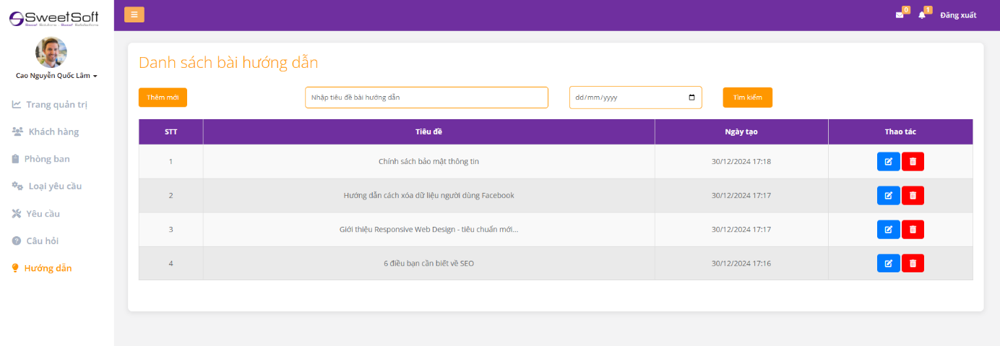 SweetSoft
Smart Solutions . Smart Satisfactions
0
1
Đăng xuất
Cao Nguyễn Quốc Lâm
Trang quản trị
Khách hàng
Phòng ban
Loại yêu cầu
Yêu cầu
Câu hỏi
Hướng dẫn
Danh sách bài hướng dẫn
Thêm mới
Nhập tiêu đề bài hướng dẫn
dd/mm/yyyy
Tìm kiếm
STT Tiêu đề Ngày tạo Thao tác
1 Chính sách bảo mật thông tin 30/12/2024 17:18
2 Hướng dẫn cách xóa dữ liệu người dùng Facebook 30/12/2024 17:17
3 Giới thiệu Responsive Web Design - tiêu chuẩn mới... 30/12/2024 17:17
4 6 điều bạn cần biết về SEO 30/12/2024 17:16